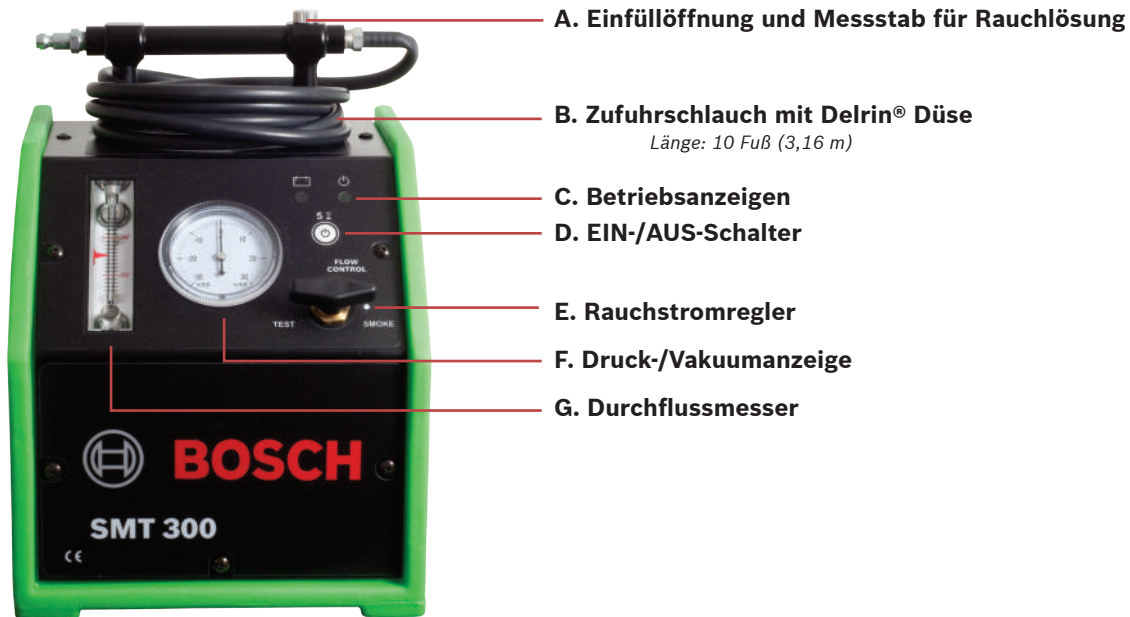 A. Einfüllöffnung und Messstab für Rauchlösung
B. Zufuhrschlauch mit Delrin® Düse
Länge: 10 Fuß (3,16 m)
C. Betriebsanzeigen
D. EIN-/AUS-Schalter
E. Rauchstromregler
F. Druck-/Vakuumanzeige
G. Durchflussmesser
FLOW
CONTROL
TEST
SMOKE
BOSCH
SMT 300
CE